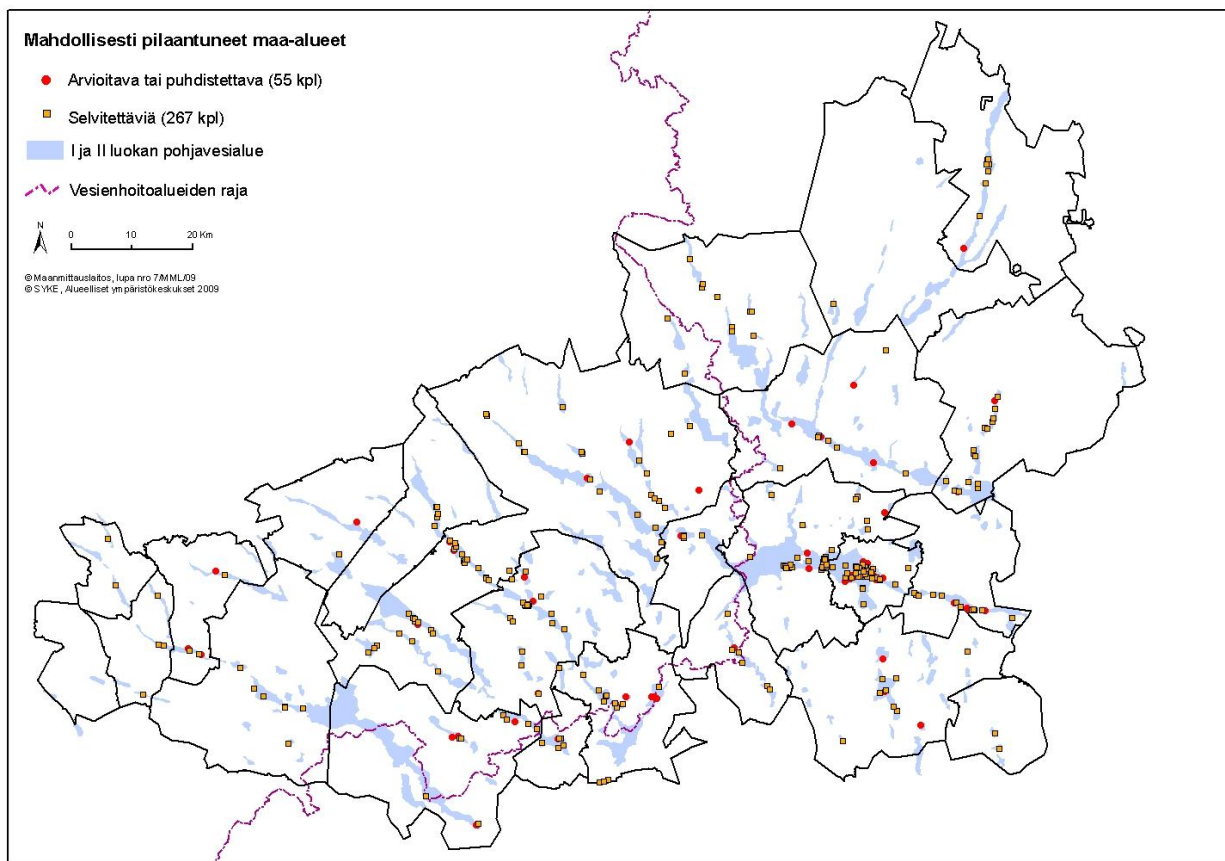 Mahdollisesti pilaantuneet maa-alueet
Arvioitava tai puhdistettava (55 kpl)
Selvitettäviä (267 kpl)
I ja II luokan pohjavesialue
Vesienhoitoalueiden raja
N
0 10 20 Km
© Maanmittauslaitos, lupa nro 7/MML/09
© SYKE, Alueelliset ympäristökeskukset 2009